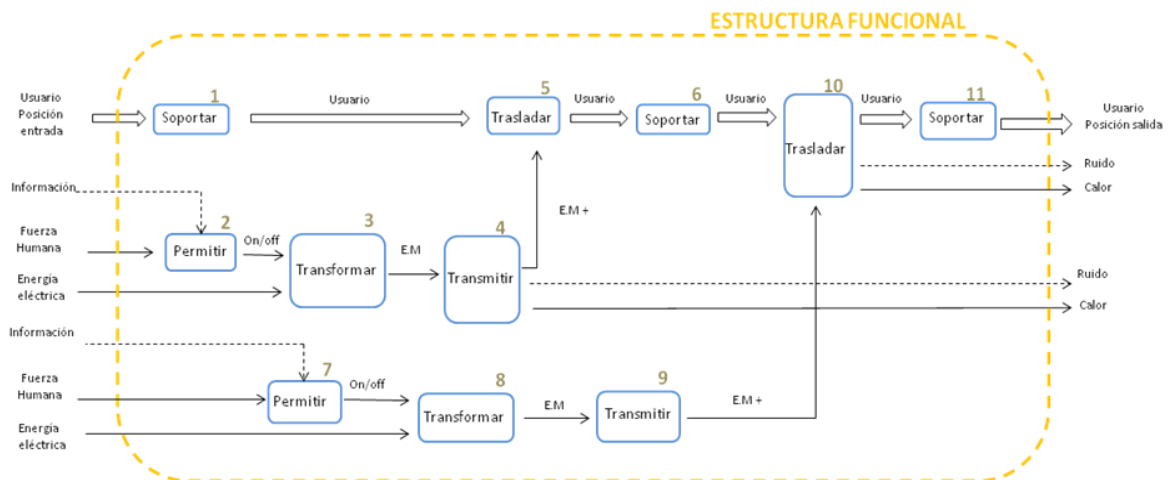 ESTRUCTURA FUNCIONAL
Usuario
Posición
entrada
1
Soportar
Usuario
5
Trasladar
Usuario
6
Soportar
Usuario
10
Trasladar
Usuario
11
Soportar
Usuario
Posición salida
Ruido
Calor
Información
Fuerza
Humana
2
Permitir
On/off
3
Transformar
E.M
4
Transmitir
E.M +
Energía
eléctrica
Ruido
Calor
Información
Fuerza
Humana
7
Permitir
On/off
8
Transformar
E.M
9
Transmitir
E.M +
Energía
eléctrica